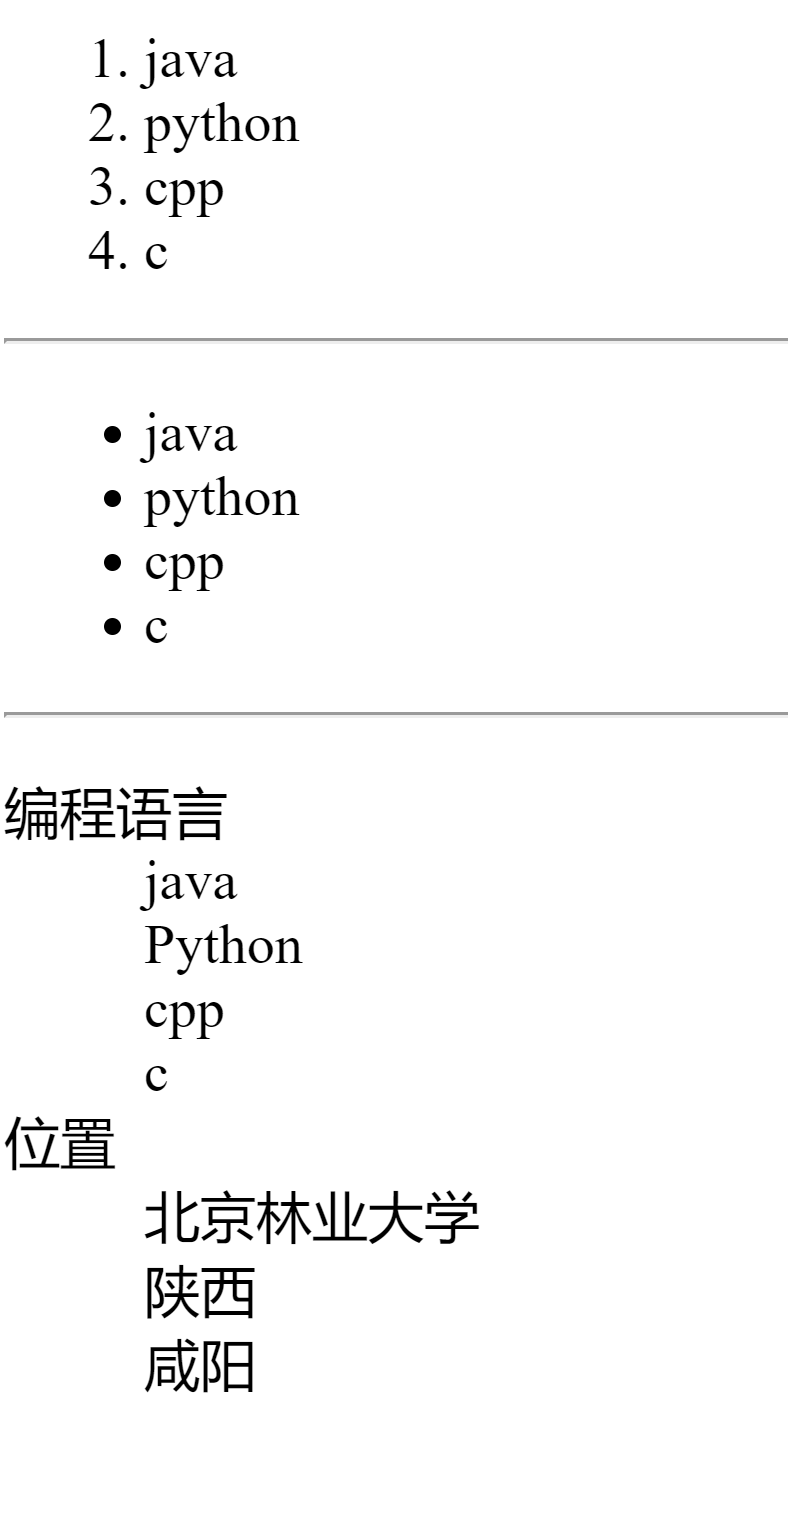 1. java
2. python
3. cpp
4. c
• java
• python
• cpp
• c
编程语言
java
Python
cpp
c
位置
北京林业大学
陕西
咸阳